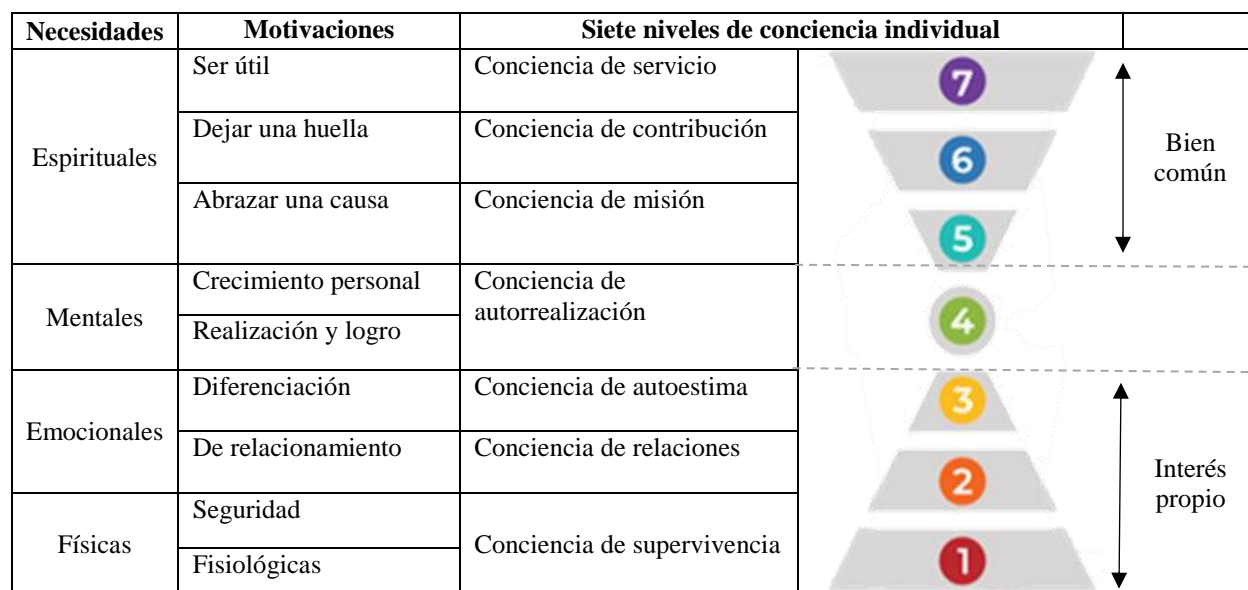 Necesidades Motivaciones Siete niveles de conciencia individual
Ser útil Conciencia de servicio 7
Dejar una huella Conciencia de contribución 6
Espirituales
Bien
común
Abrazar una causa Conciencia de misión 5
Mentales
Crecimiento personal
Realización y logro
Conciencia de
autorrealización
4
Emocionales
Diferenciación Conciencia de autoestima 3
De relacionamiento Conciencia de relaciones 2
Interés
propio
Físicas
Seguridad
Fisiológicas
Conciencia de supervivencia 1